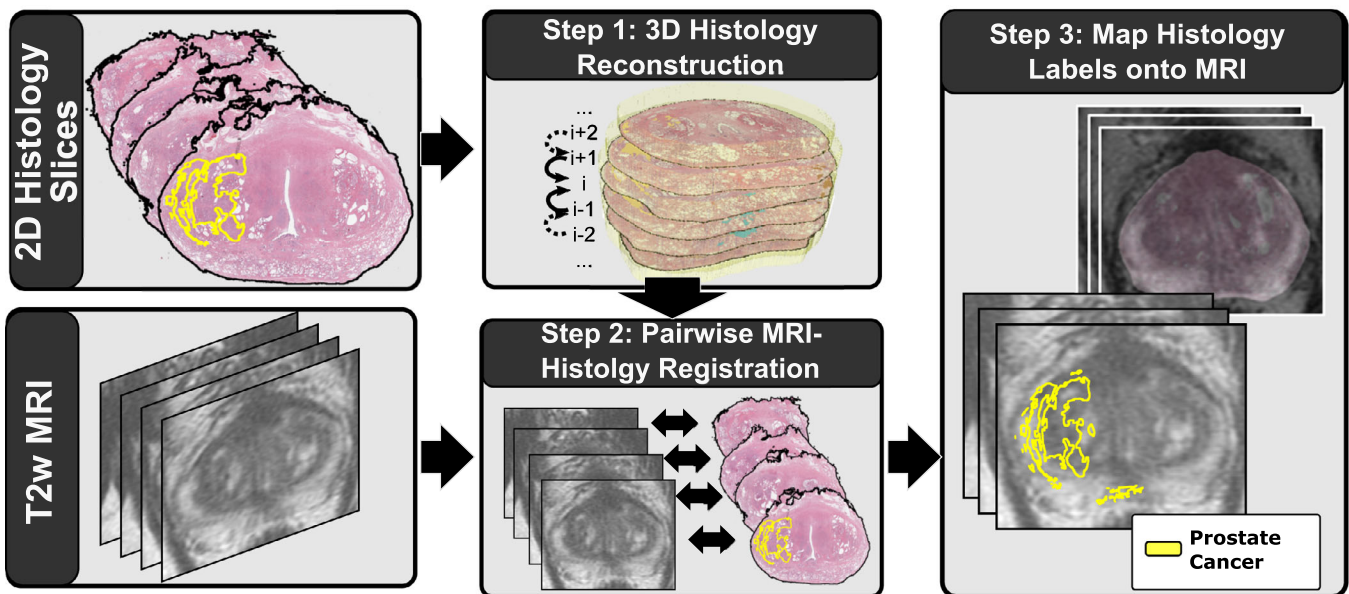 2D Histology
Slices
T2w MRI
Step 1: 3D Histology
Reconstruction
...
i+2
i+1
i
i-1
i-2
...
Step 2: Pairwise MRI-
Histolgy Registration
Step 3: Map Histology
Labels onto MRI
Prostate
Cancer